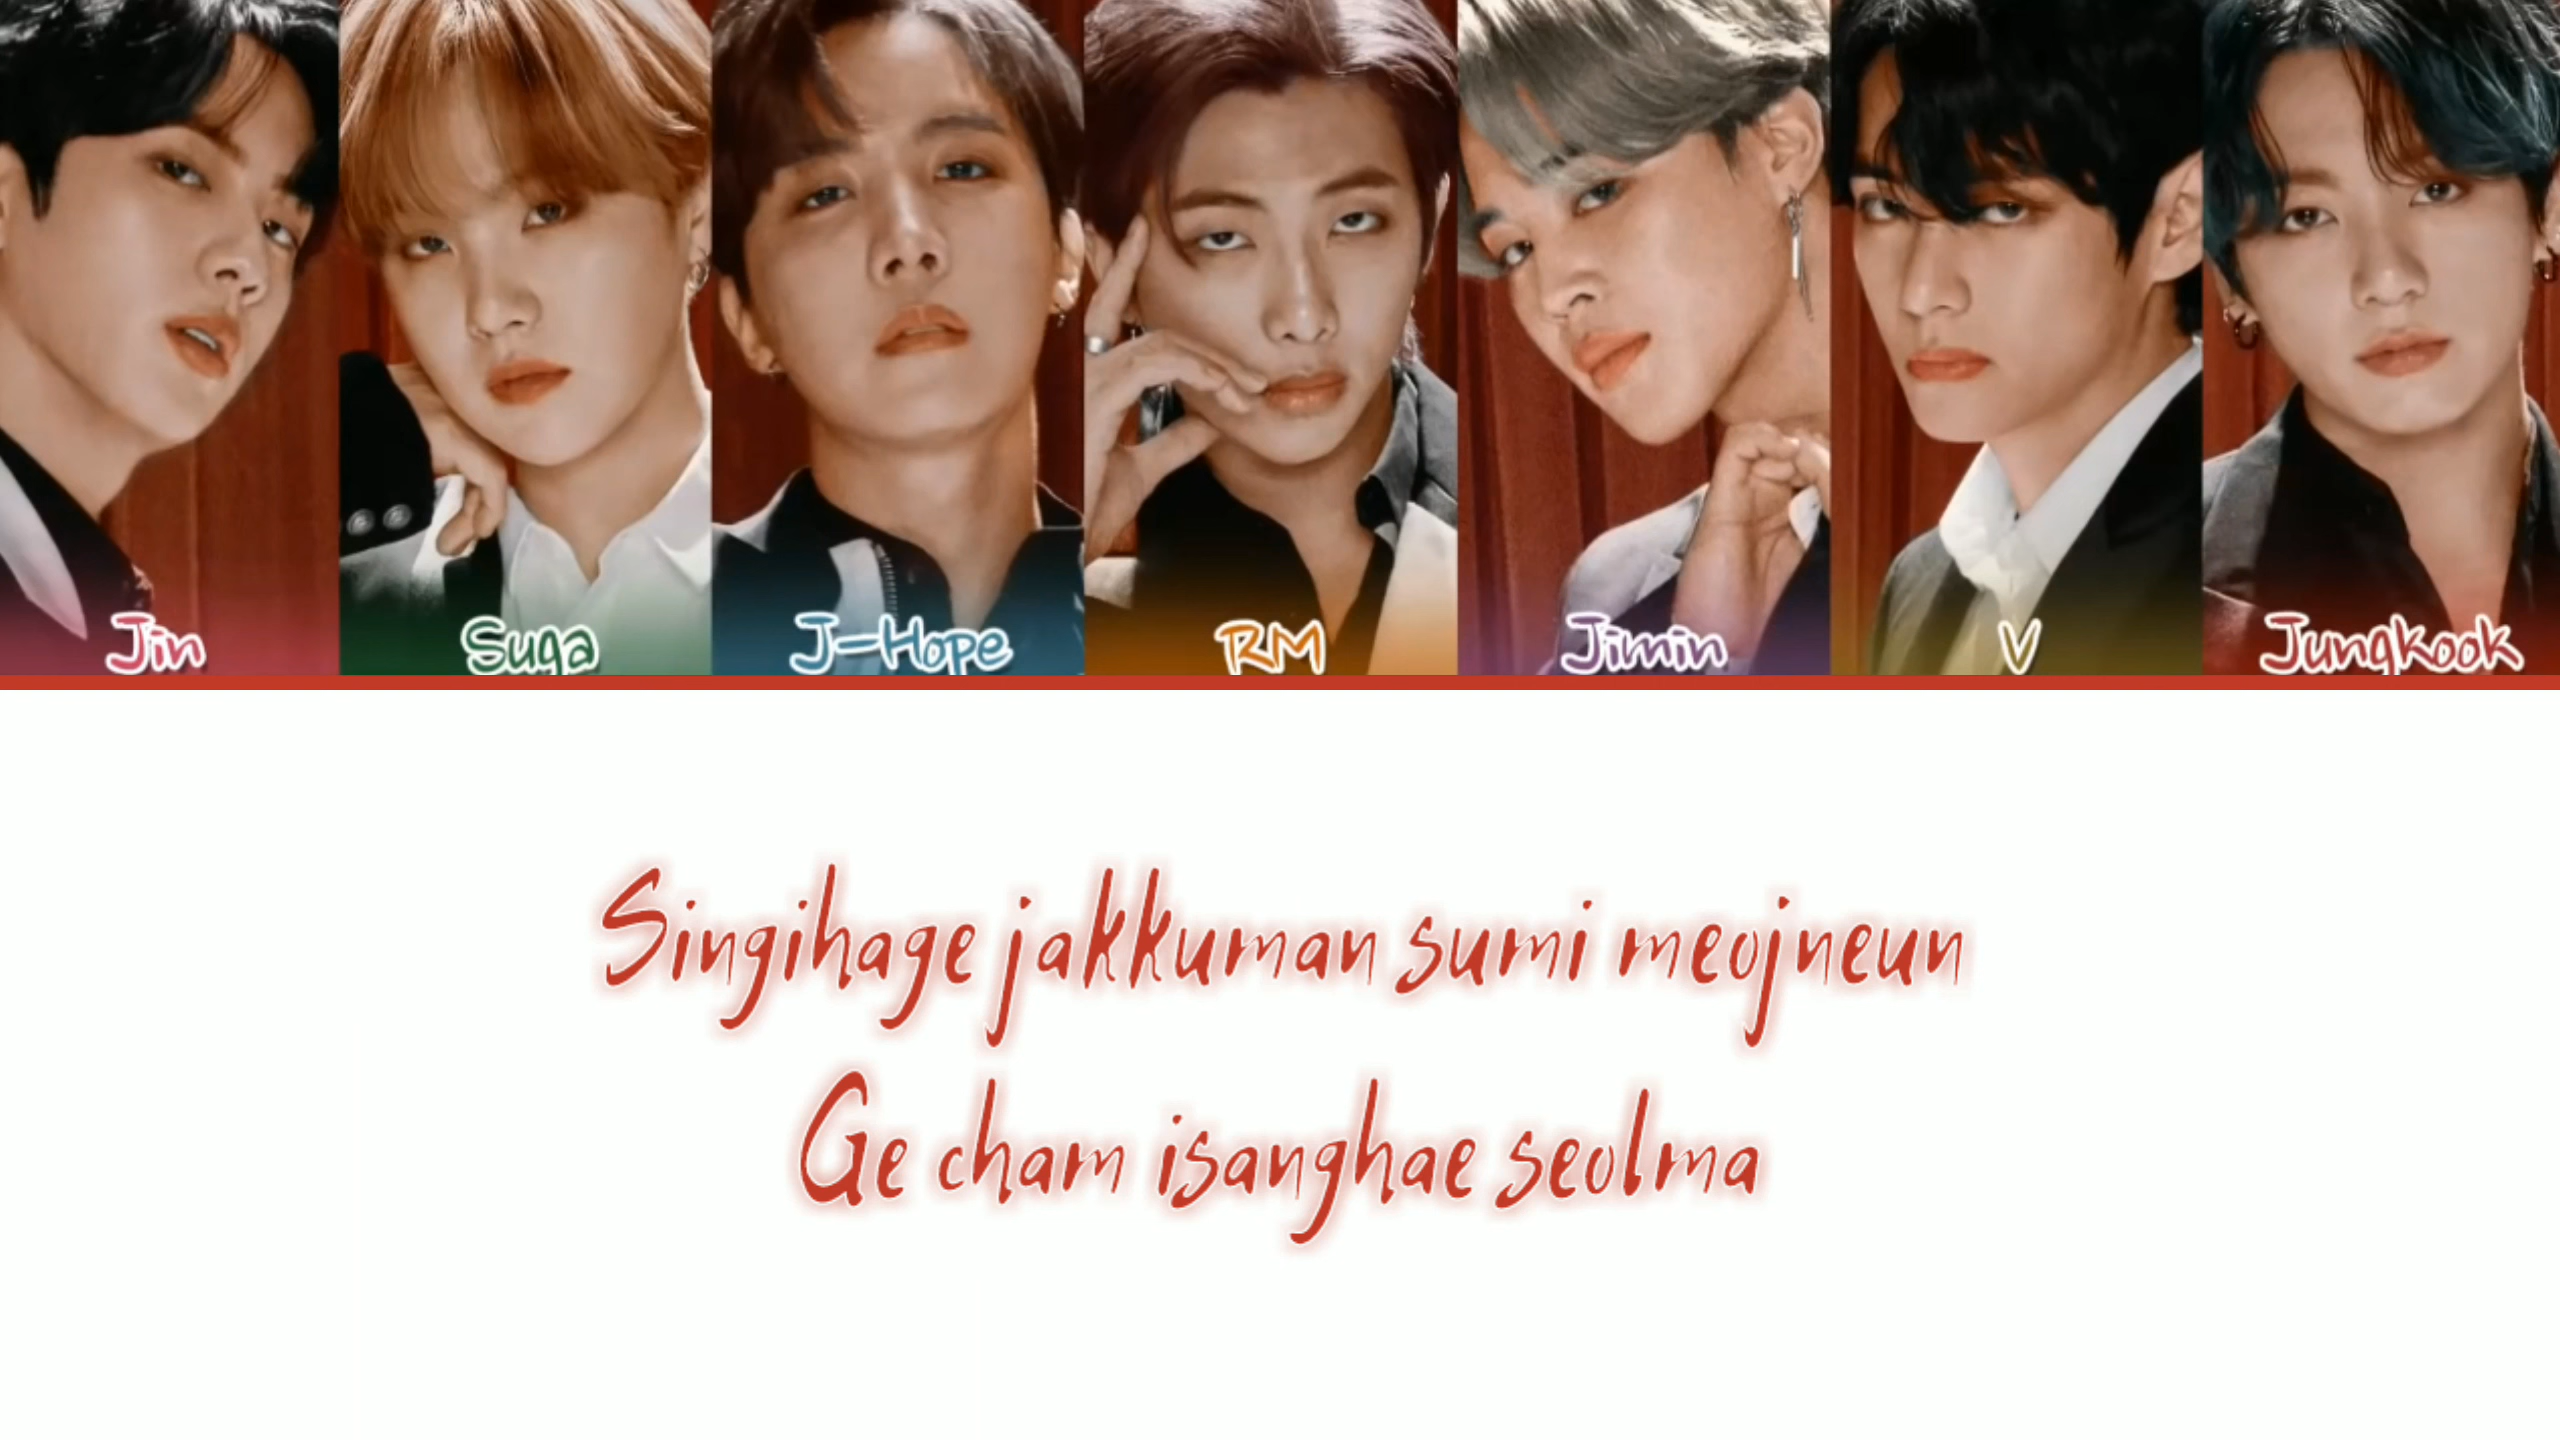 Jin Suga J-Hope RM Jimin V Jungkook
Singihage jakkuman sumi meojneun
Ge cham isanghae seolma